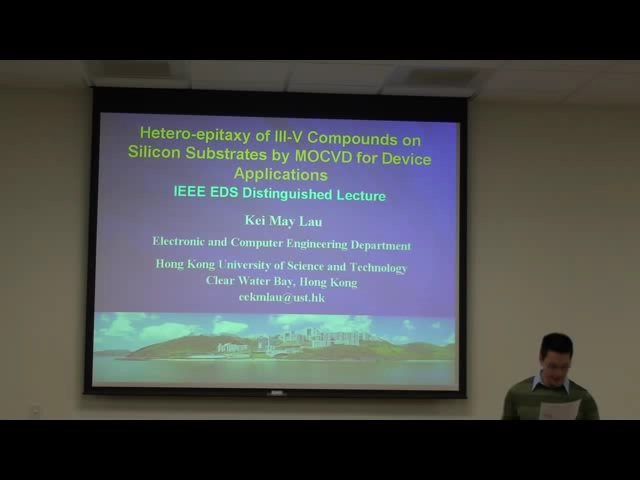 Hetero-epitaxy of III-V Compounds on
Silicon Substrates by MOCVD for Device
Applications
IEEE EDS Distinguished Lecture
Kei May Lau
Electronic and Computer Engineering Department
Hong Kong University of Science and Technology
Clear Water Bay, Hong Kong
eekmlau@ust.hk